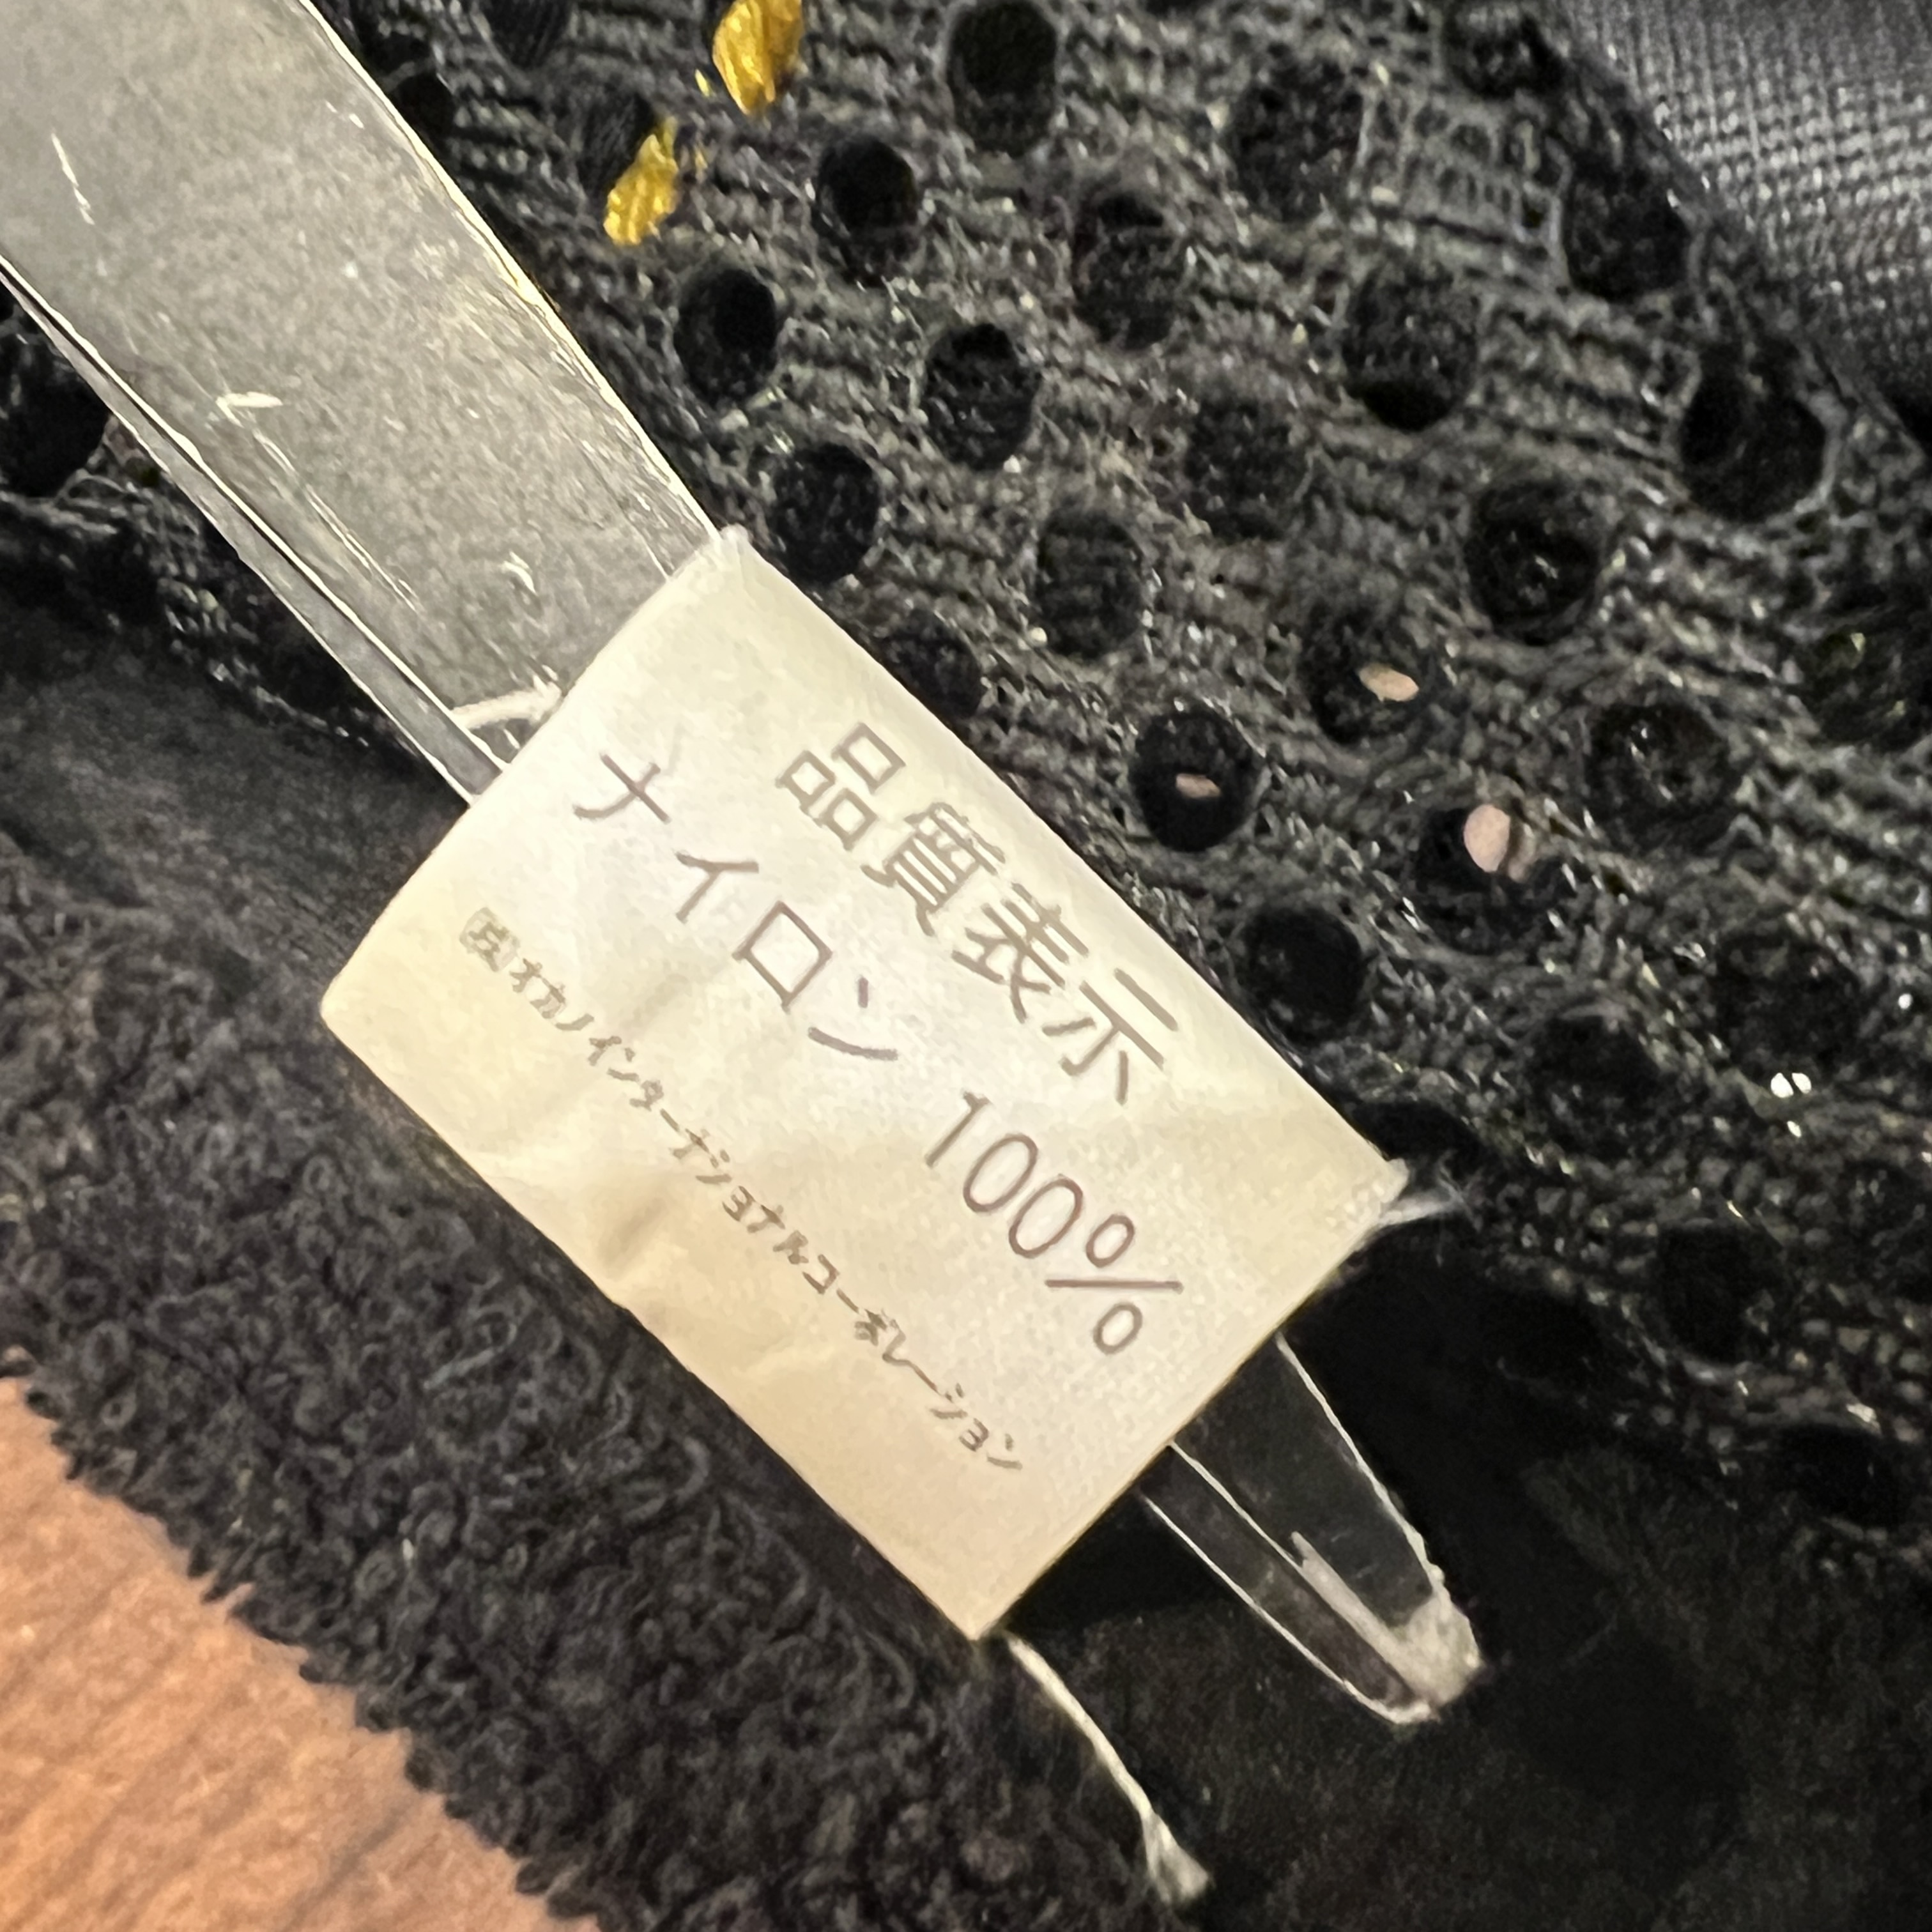 品質表示
ナイロン 100%
㈱オカノインターナショナルコーポレーション